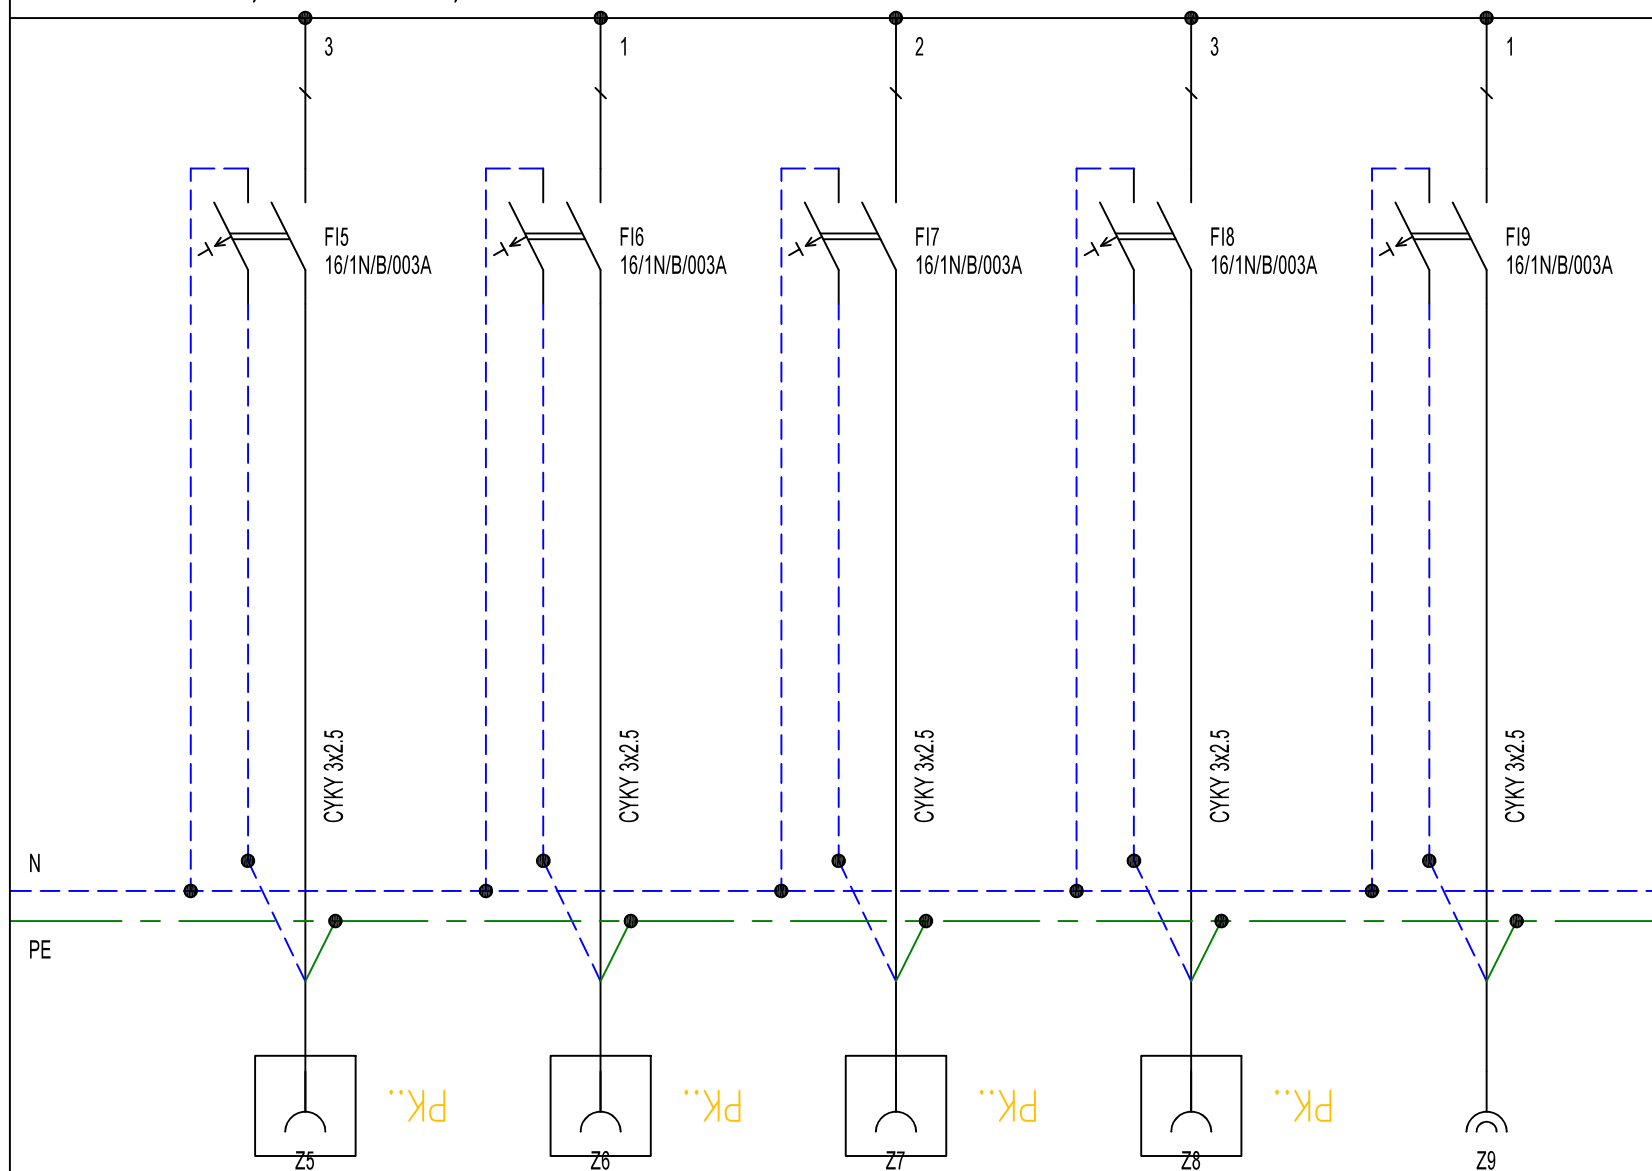 3
1
2
3
1
FI5
16/1N/B/003A
FI6
16/1N/B/003A
FI7
16/1N/B/003A
FI8
16/1N/B/003A
FI9
16/1N/B/003A
CYKY 3x2.5
CYKY 3x2.5
CYKY 3x2.5
CYKY 3x2.5
CYKY 3x2.5
N
PE
PK..
PK..
PK..
PK..
Z5
Z6
Z7
Z8
Z9